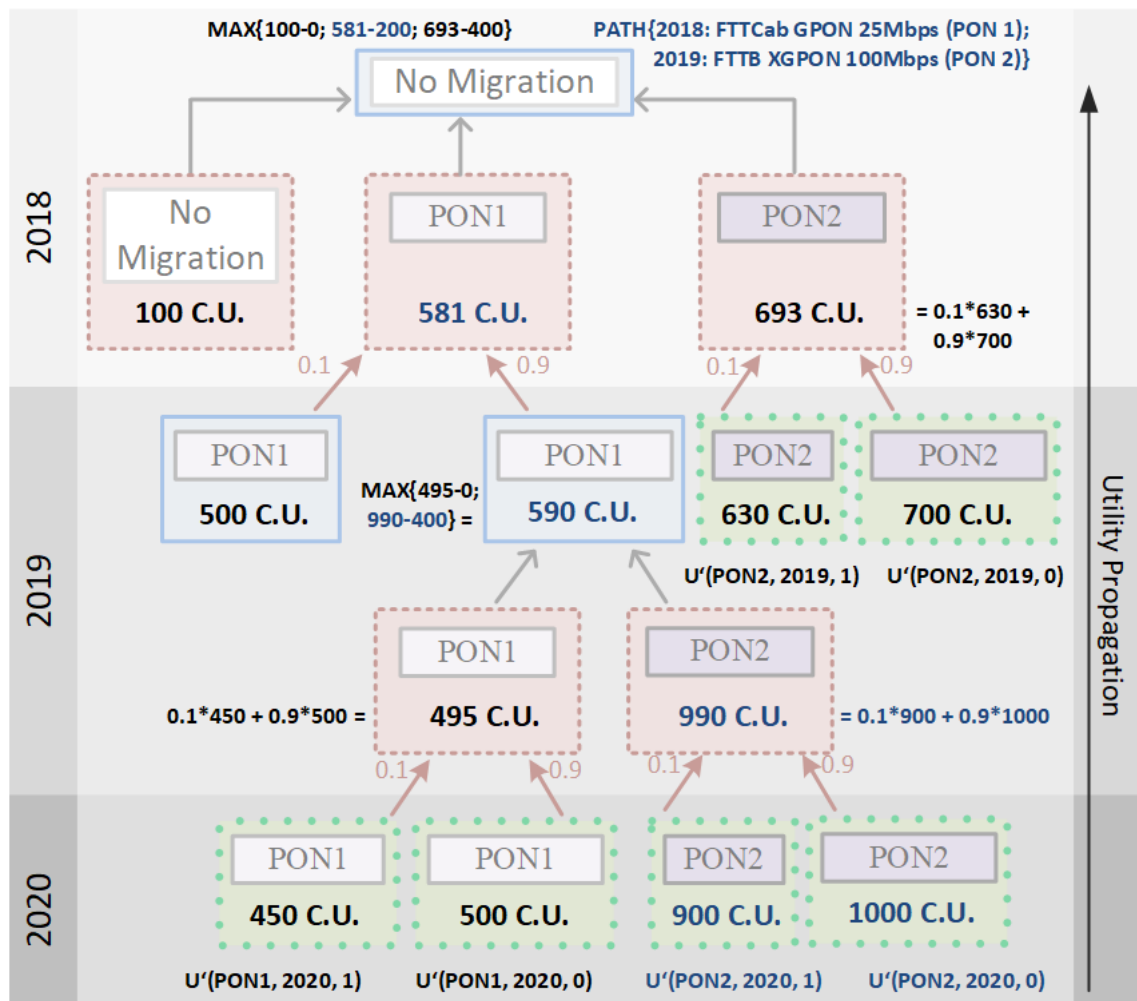 MAX{100-0; 581-200; 693-400}
PATH{2018: FTTCab GPON 25Mbps (PON 1);
2019: FTTB XGPON 100Mbps (PON 2)}
No Migration
2018
No
Migration
100 C.U.
PON1
581 C.U.
PON2
693 C.U.
= 0.1*630 +
0.9*700
0.1
0.9
0.1
0.9
2019
PON1
500 C.U.
MAX{495-0;
990-400} =
PON1
590 C.U.
PON2
630 C.U.
PON2
700 C.U.
U‘(PON2, 2019, 1)
U‘(PON2, 2019, 0)
0.1*450 + 0.9*500 =
PON1
495 C.U.
PON2
990 C.U.
= 0.1*900 + 0.9*1000
0.1
0.9
0.1
0.9
Utility Propagation
2020
PON1
450 C.U.
PON1
500 C.U.
PON2
900 C.U.
PON2
1000 C.U.
U‘(PON1, 2020, 1)
U‘(PON1, 2020, 0)
U‘(PON2, 2020, 1)
U‘(PON2, 2020, 0)